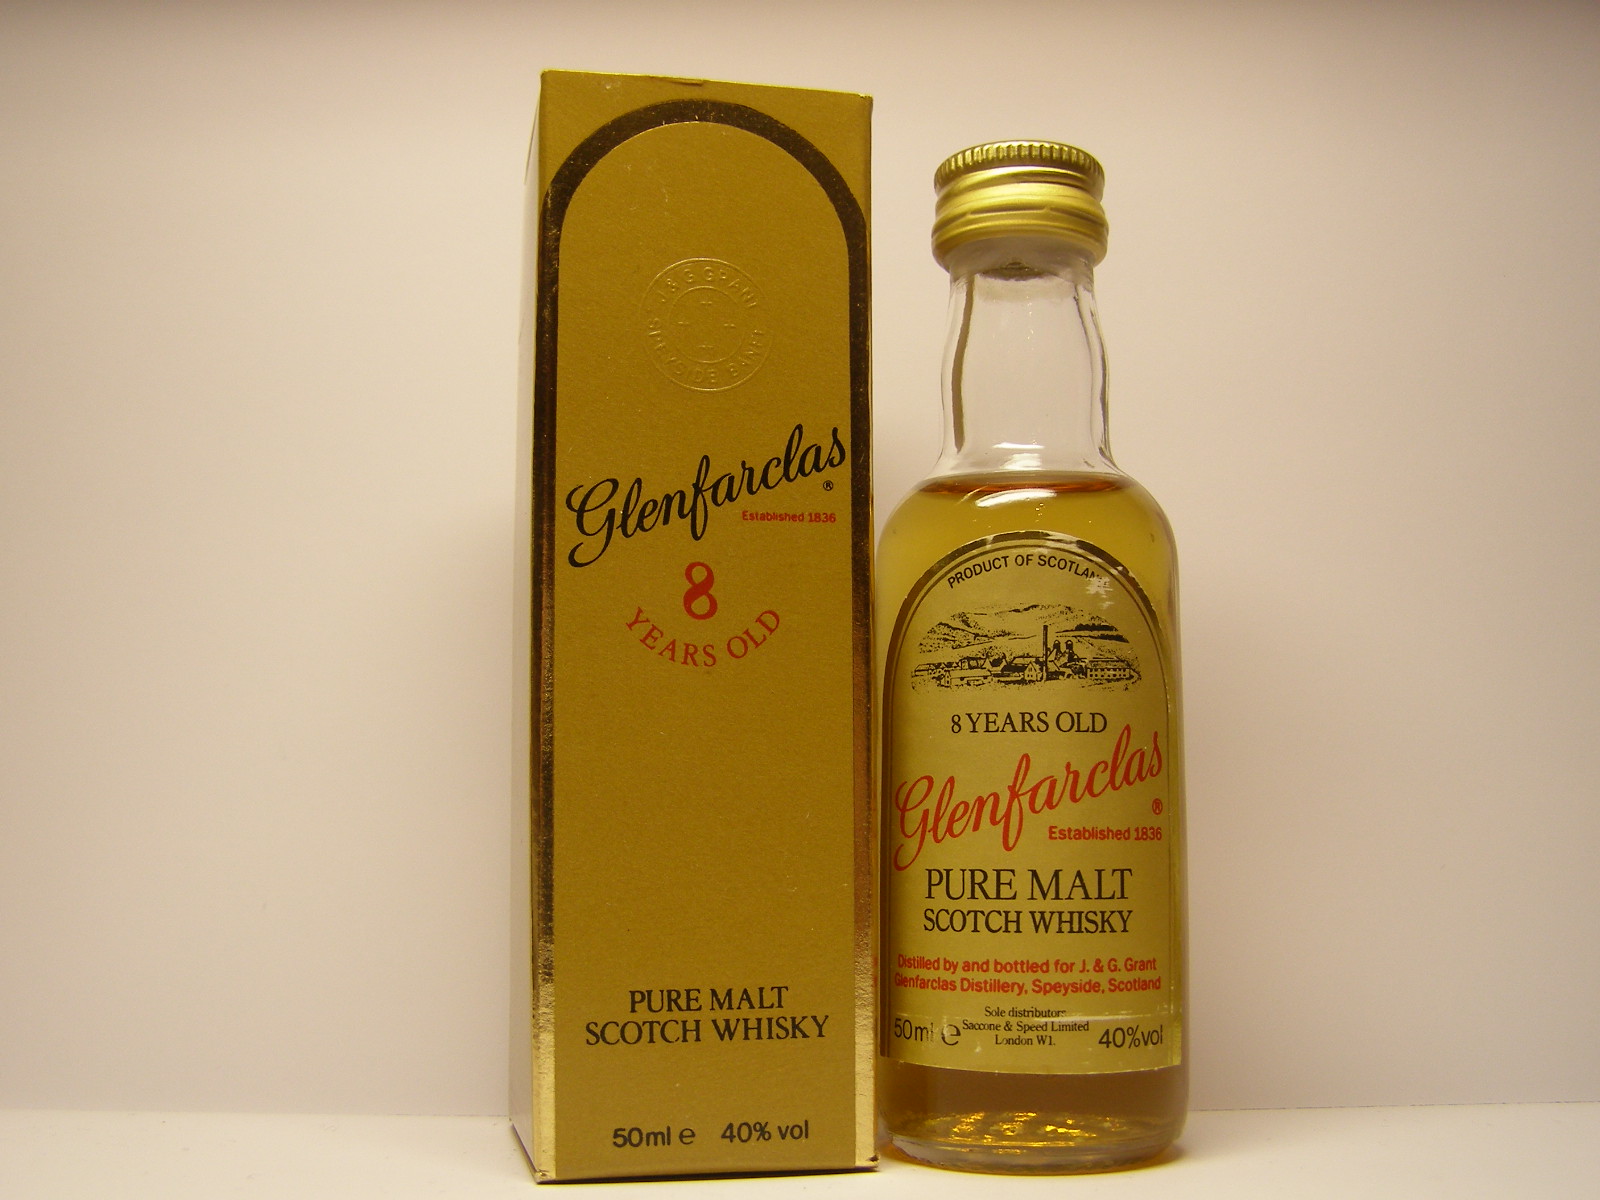 J. & G. GRANT
SPEYSIDE BANFF
Glenfarclas
®
Established 1836
8
YEARS OLD
PURE MALT
SCOTCH WHISKY
50ml e 40% vol
PRODUCT OF SCOTLAND
8 YEARS OLD
Glenfarclas
®
Established 1836
PURE MALT
SCOTCH WHISKY
Distilled by and bottled for J. & G. Grant
Glenfarclas Distillery, Speyside, Scotland
Sole distributors
Saccone & Speed Limited
London W1.
50ml e 40%vol